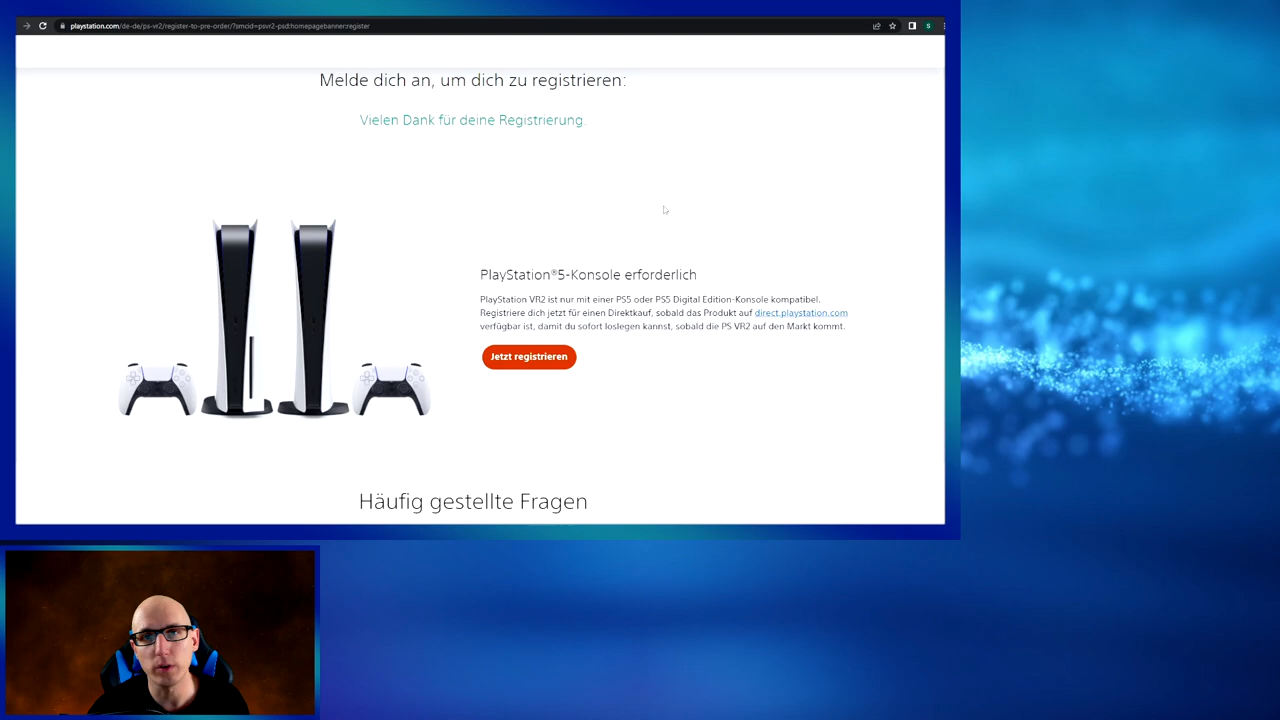 playstation.com/de-de/ps-vr2/register-to-pre-order/?smcid=psvr2-psd:homepagebanner:register
S
Melde dich an, um dich zu registrieren:
Vielen Dank für deine Registrierung.
PlayStation®5-Konsole erforderlich
PlayStation VR2 ist nur mit einer PS5 oder PS5 Digital Edition-Konsole kompatibel.
Registriere dich jetzt für einen Direktkauf, sobald das Produkt auf direct.playstation.com
verfügbar ist, damit du sofort loslegen kannst, sobald die PS VR2 auf den Markt kommt.
Jetzt registrieren
Häufig gestellte Fragen